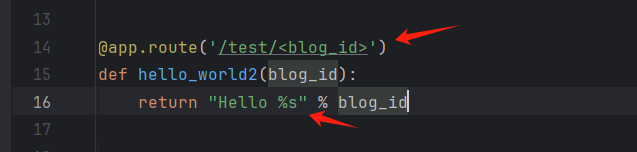 13
14 @app.route('/test/<blog_id>')
15 def hello_world2(blog_id):
16     return "Hello %s" % blog_id
17